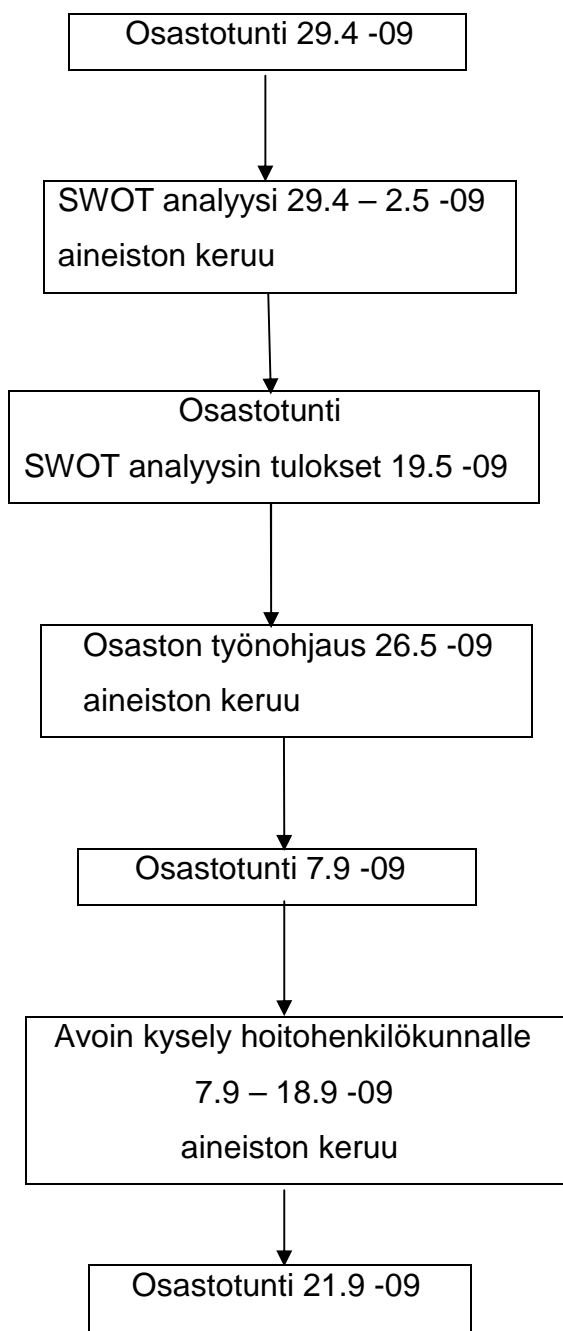 Osastotunti 29.4 -09
SWOT analyysi 29.4 – 2.5 -09
aineiston keruu
Osastotunti
SWOT analyysin tulokset 19.5 -09
Osaston työnohjaus 26.5 -09
aineiston keruu
Osastotunti 7.9 -09
Avoin kysely hoitohenkilökunnalle
7.9 – 18.9 -09
aineiston keruu
Osastotunti 21.9 -09